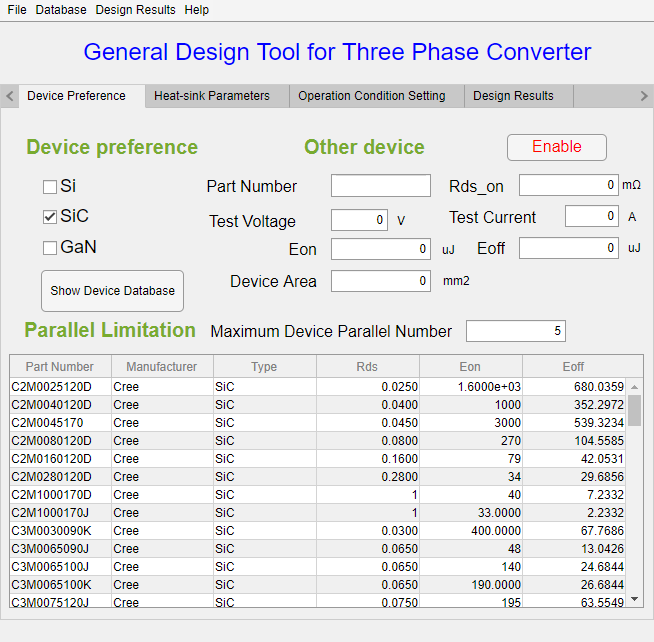 File Database Design Results Help
General Design Tool for Three Phase Converter
Device Preference Heat-sink Parameters Operation Condition Setting Design Results
Device preference Other device Enable
Si Part Number Rds_on 0 mΩ
SiC Test Voltage 0 V Test Current 0 A
GaN Eon 0 uJ Eoff 0 uJ
Show Device Database Device Area 0 mm2
Parallel Limitation Maximum Device Parallel Number 5
Part Number Manufacturer Type Rds Eon Eoff
C2M0025120D Cree SiC 0.0250 1.6000e+03 680.0359
C2M0040120D Cree SiC 0.0400 1000 352.2972
C2M0045170 Cree SiC 0.0450 3000 539.3234
C2M0080120D Cree SiC 0.0800 270 104.5585
C2M0160120D Cree SiC 0.1600 79 42.0531
C2M0280120D Cree SiC 0.2800 34 29.6856
C2M1000170D Cree SiC 1 40 7.2332
C2M1000170J Cree SiC 1 33.0000 2.2332
C3M0030090K Cree SiC 0.0300 400.0000 67.7686
C3M0065090J Cree SiC 0.0650 48 13.0426
C3M0065100J Cree SiC 0.0650 140 24.6844
C3M0065100K Cree SiC 0.0650 190.0000 26.6844
C3M0075120J Cree SiC 0.0750 195 63.5549